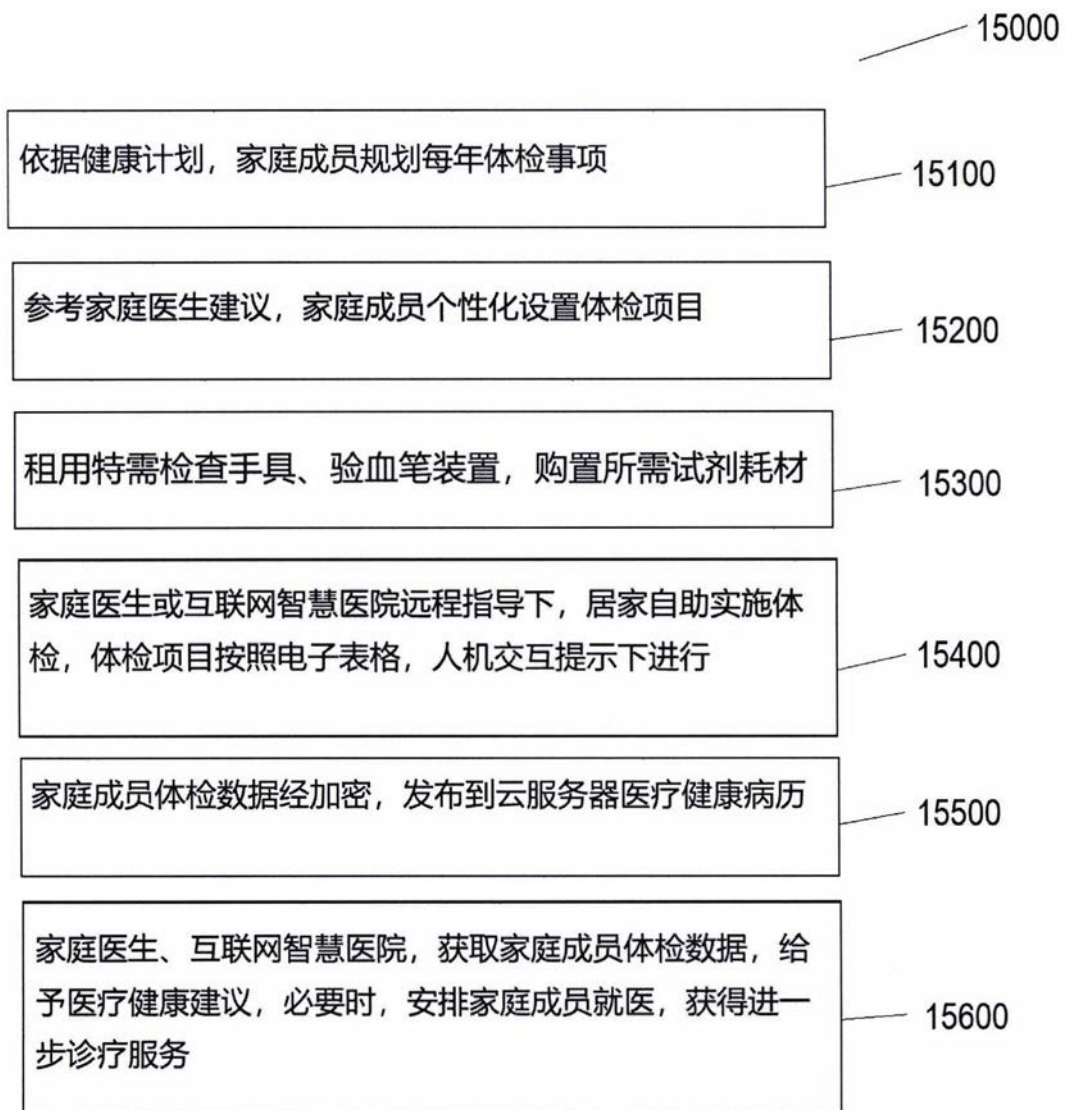 15000
依据健康计划，家庭成员规划每年体检事项
15100
参考家庭医生建议，家庭成员个性化设置体检项目
15200
租用特需检查手具、验血笔装置，购置所需试剂耗材
15300
家庭医生或互联网智慧医院远程指导下，居家自助实施体
检，体检项目按照电子表格，人机交互提示下进行
15400
家庭成员体检数据经加密，发布到云服务器医疗健康病历
15500
家庭医生、互联网智慧医院，获取家庭成员体检数据，给
予医疗健康建议，必要时，安排家庭成员就医，获得进一
步诊疗服务
15600